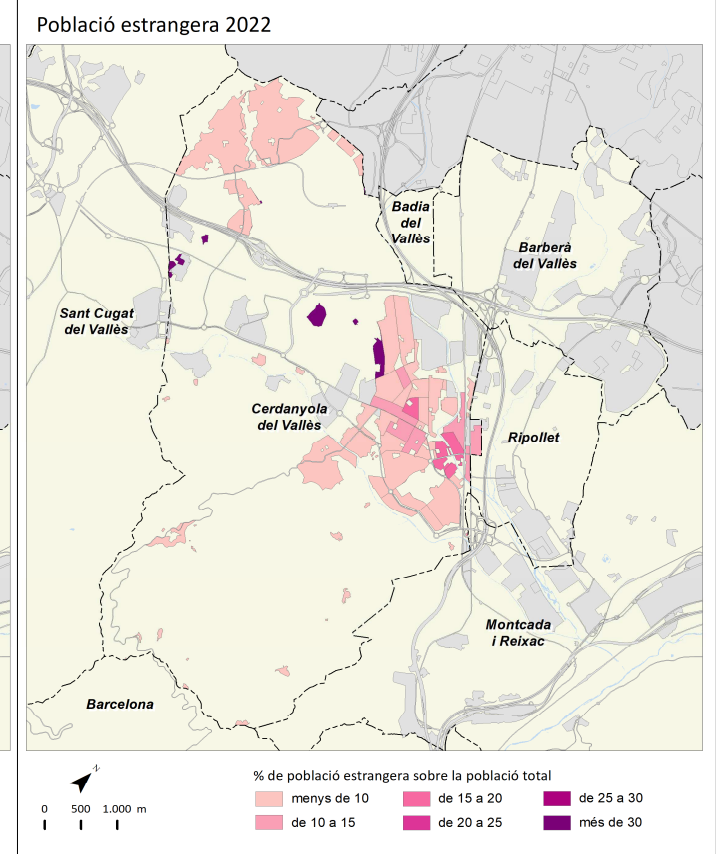 Població estrangera 2022
Badia
del
Vallès
Barberà
del Vallès
Sant Cugat
del Vallès
Cerdanyola
del Vallès
Ripollet
Montcada
i Reixac
Barcelona
N
0 500 1.000 m
% de població estrangera sobre la població total
menys de 10
de 15 a 20
de 25 a 30
de 10 a 15
de 20 a 25
més de 30